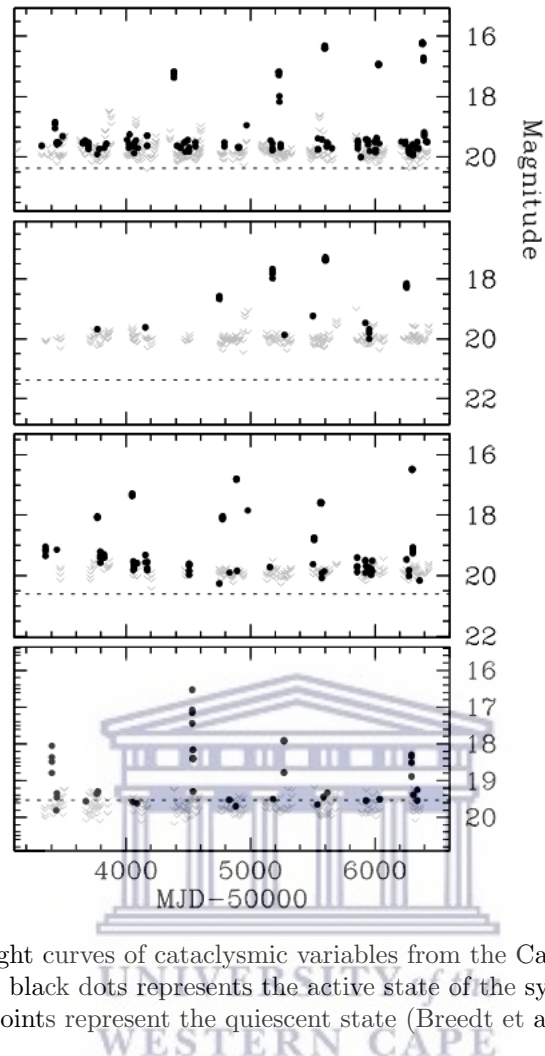 16
18
20
Magnitude
18
20
22
16
18
20
22
16
17
18
19
20
4000 5000 6000
MJD-50000
ght curves of cataclysmic variables from the Ca
black dots represents the active state of the sy
oints represent the quiescent state (Breedt et a
UNIVERSITY of the
WESTERN CAPE